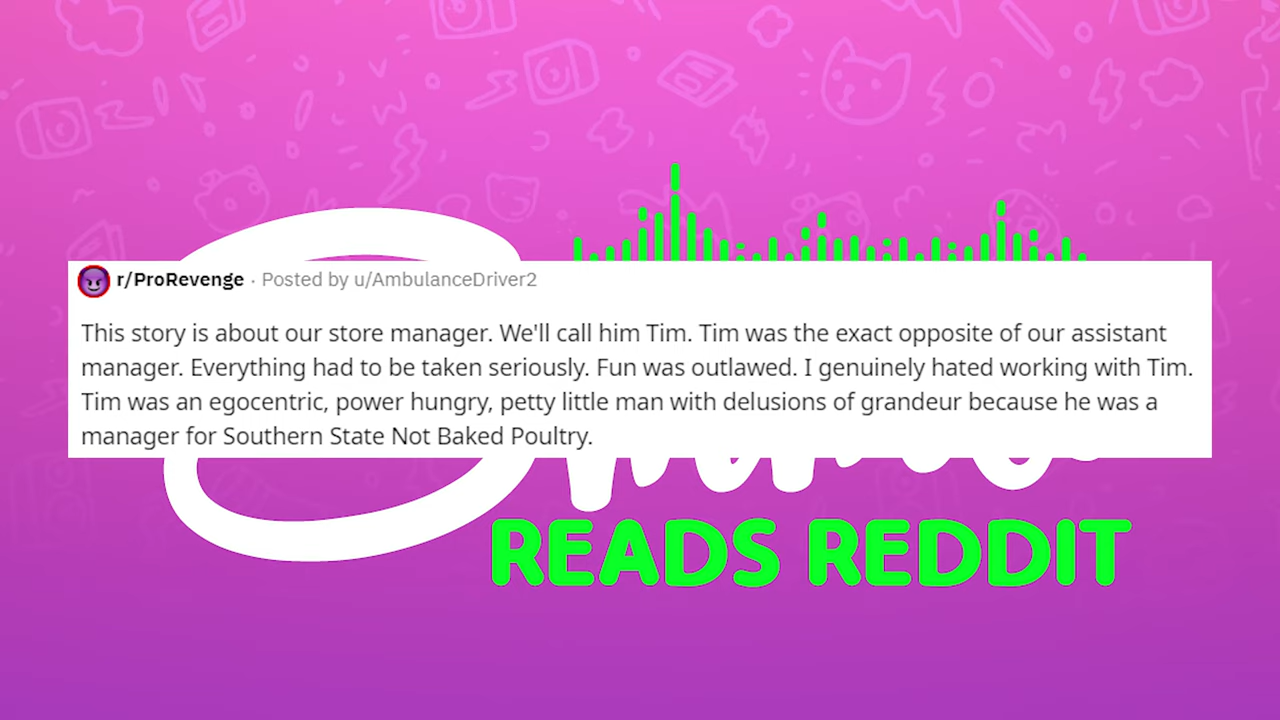 r/ProRevenge · Posted by u/AmbulanceDriver2
This story is about our store manager. We'll call him Tim. Tim was the exact opposite of our assistant
manager. Everything had to be taken seriously. Fun was outlawed. I genuinely hated working with Tim.
Tim was an egocentric, power hungry, petty little man with delusions of grandeur because he was a
manager for Southern State Not Baked Poultry.
READS REDDIT